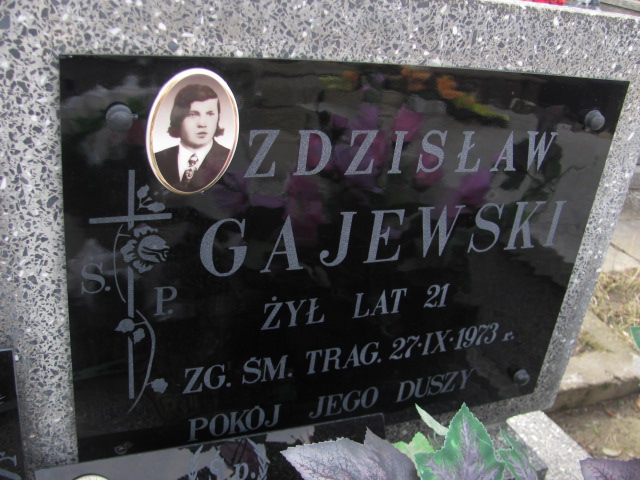 ZDZISŁAW
GAJEWSKI
Ś. P.
ŻYŁ LAT 21
ZG. ŚM. TRAG. 27·IX·1973 r.
POKÓJ JEGO DUSZY
Ś.p.